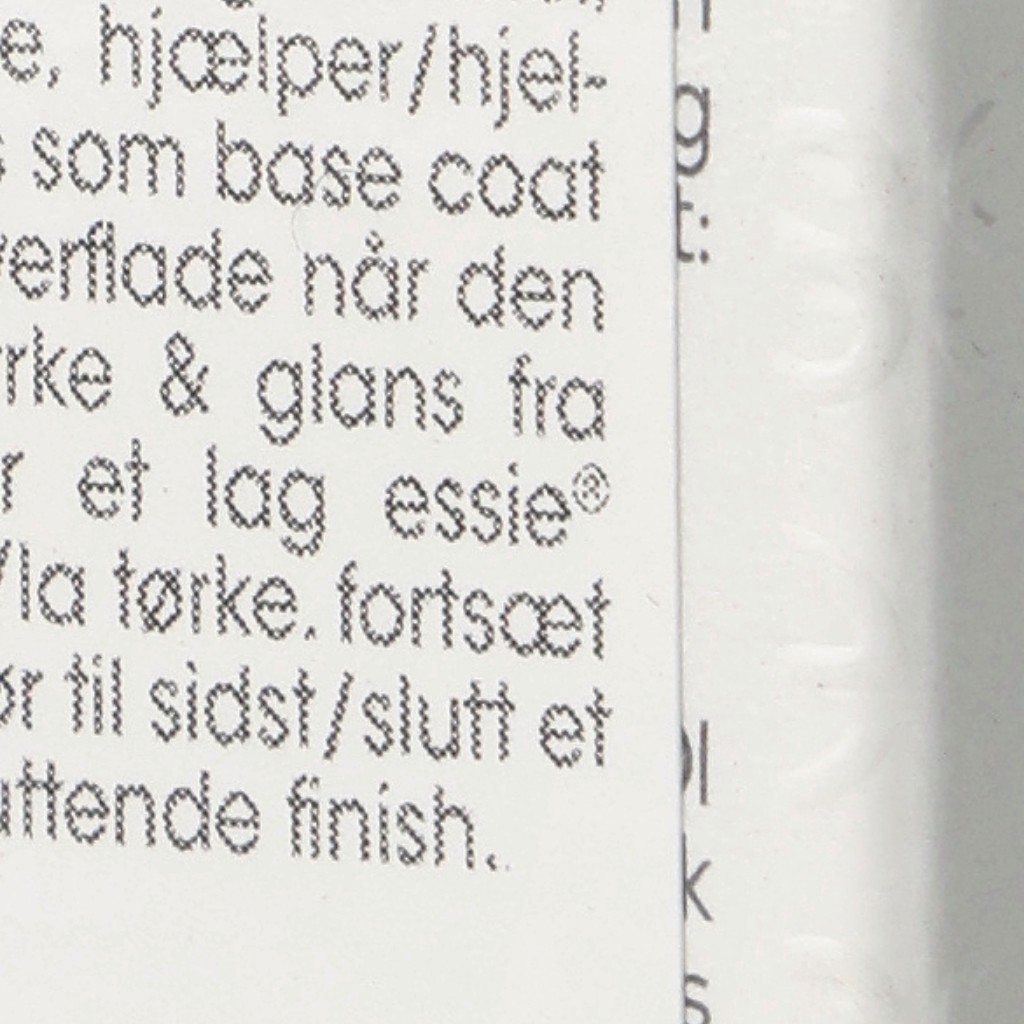 e, hjælper/hjel-
som base coat
verflade når den
rke & glans fra
r et lag essie®
/la tørke. fortsæt
ør til sidst/slutt et
uttende finish.